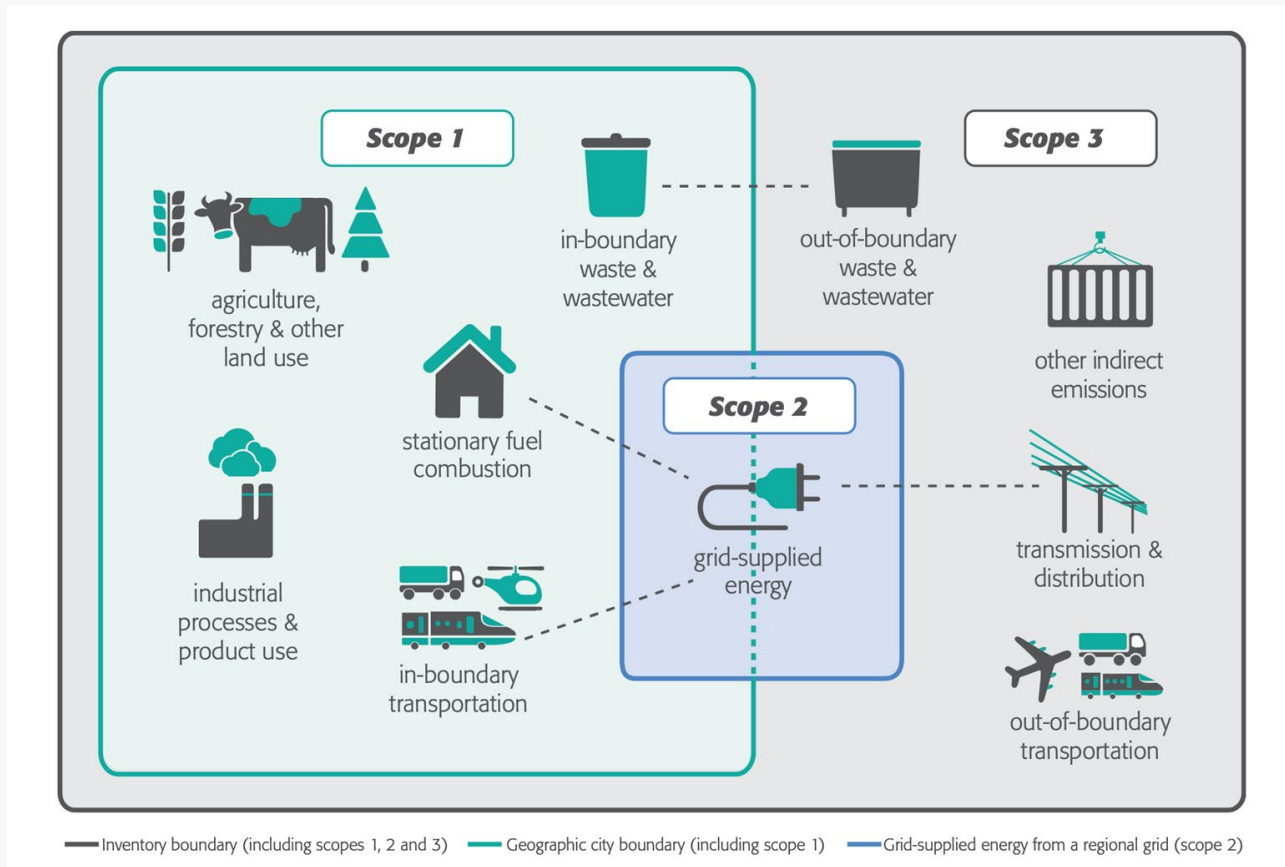 Scope 1
agriculture,
forestry & other
land use
in-boundary
waste &
wastewater
stationary fuel
combustion
industrial
processes &
product use
in-boundary
transportation
Scope 2
grid-supplied
energy
Scope 3
out-of-boundary
waste &
wastewater
other indirect
emissions
transmission &
distribution
out-of-boundary
transportation
Inventory boundary (including scopes 1, 2 and 3)
Geographic city boundary (including scope 1)
Grid-supplied energy from a regional grid (scope 2)